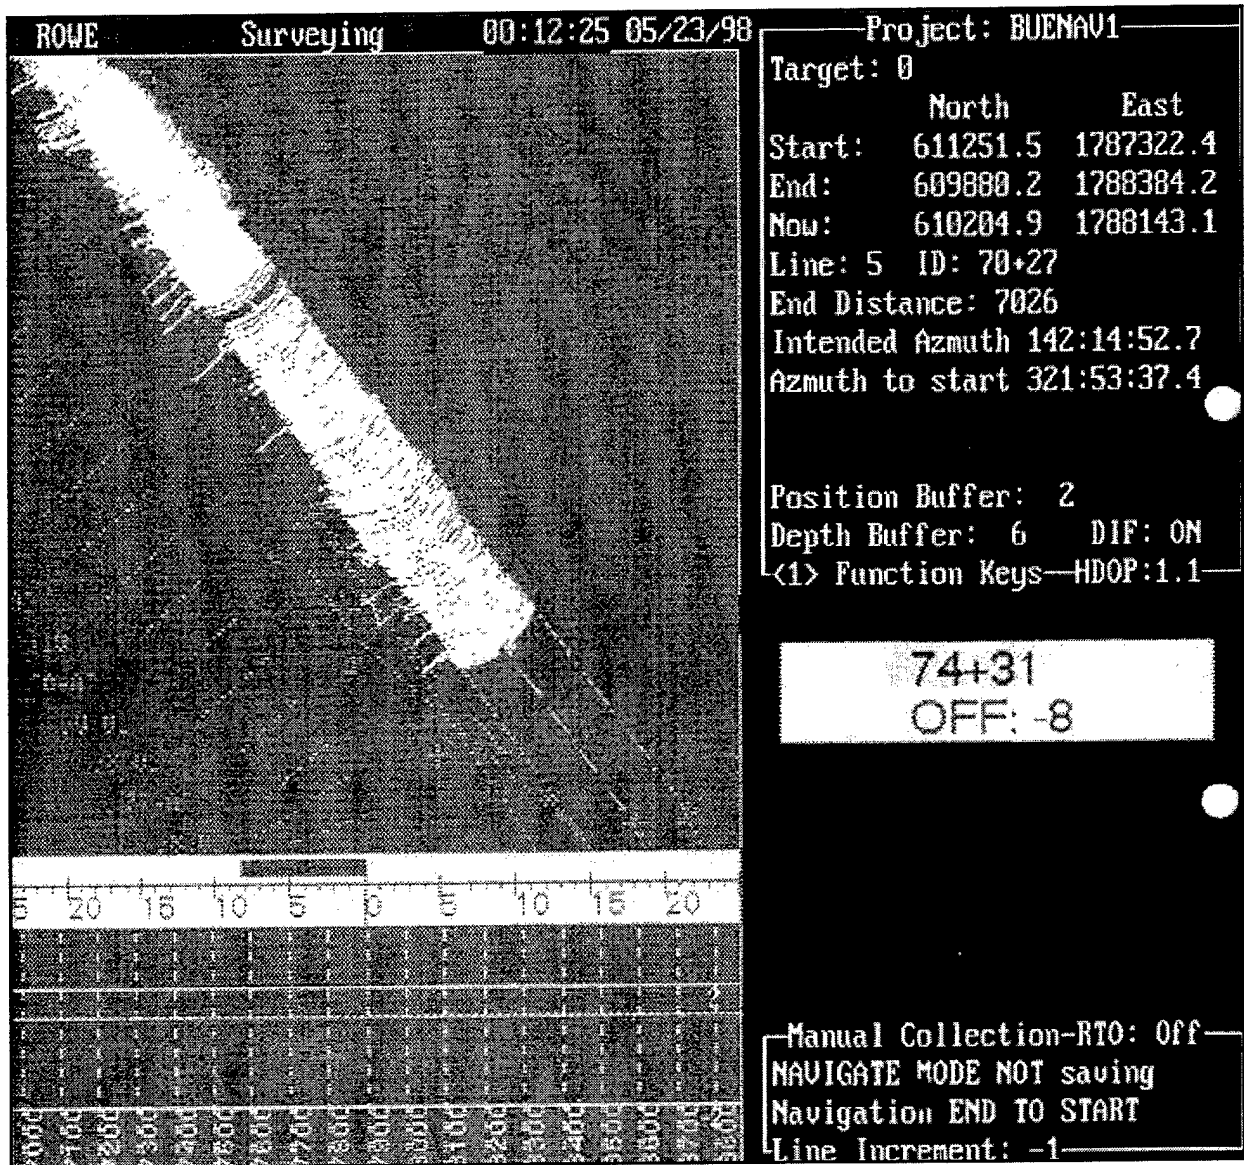 ROWE Surveying 00:12:25 05/23/98
Project: BUENAV1
Target: 0
North East
Start: 611251.5 1787322.4
End: 609880.2 1788384.2
Now: 610204.9 1788143.1
Line: 5 ID: 70+27
End Distance: 7026
Intended Azmuth 142:14:52.7
Azmuth to start 321:53:37.4
Position Buffer: 2
Depth Buffer: 6 DIF: ON
<1> Function Keys HDOP:1.1
74+31
OFF: -8
5 20 15 10 5 0 5 10 15 20
Manual Collection-RTO: Off
NAVIGATE MODE NOT saving
Navigation END TO START
Line Increment: -1